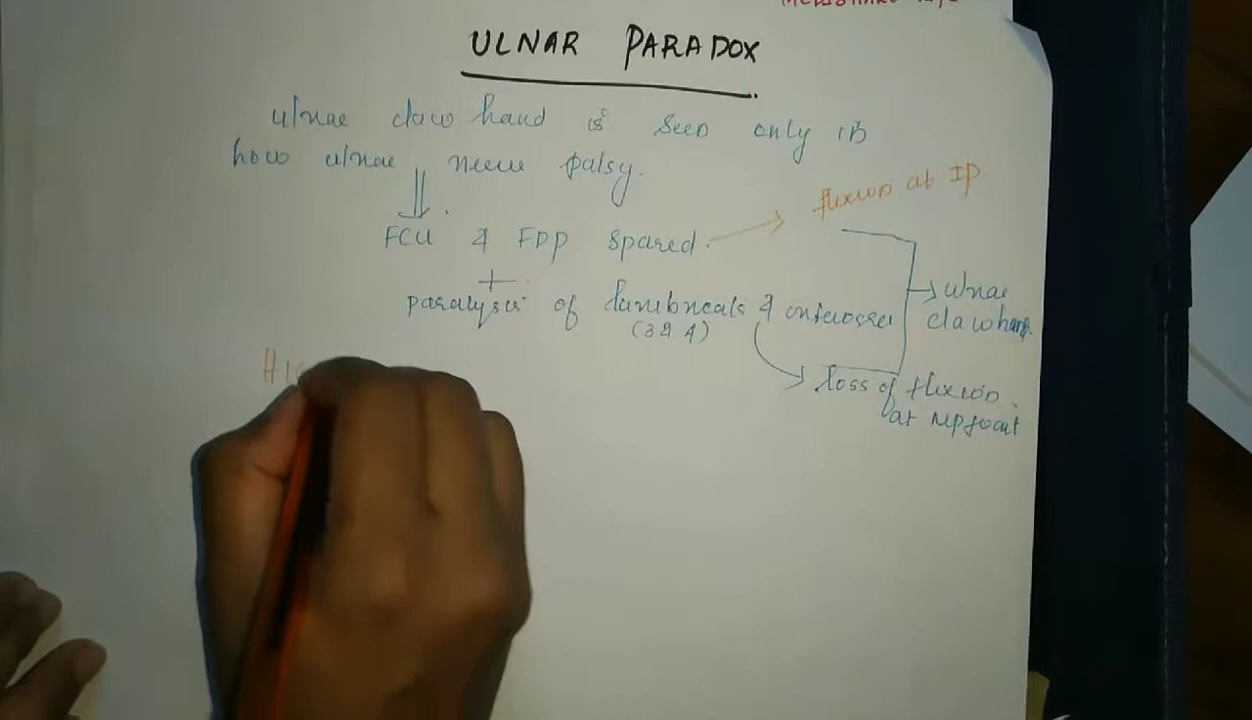 ULNAR PARADOX
ulnar claw hand is seen only in
low ulnar nerve palsy.
flexion at IP
FCU & FDP spared.
+
paralysis of lumbricals & interossei
(3 & 4)
ulnar
claw hand.
loss of flexion
at mp joint